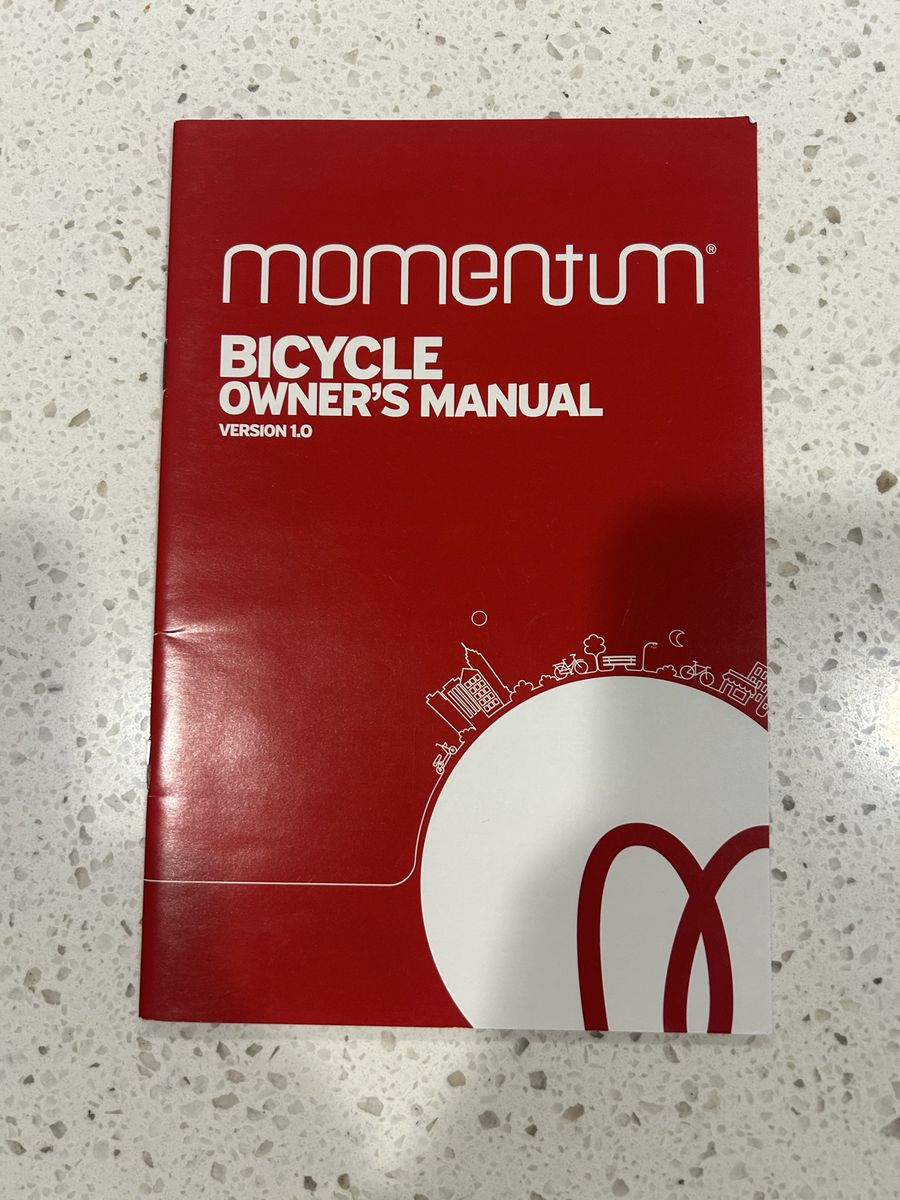 momentum®
BICYCLE
OWNER'S MANUAL
VERSION 1.0